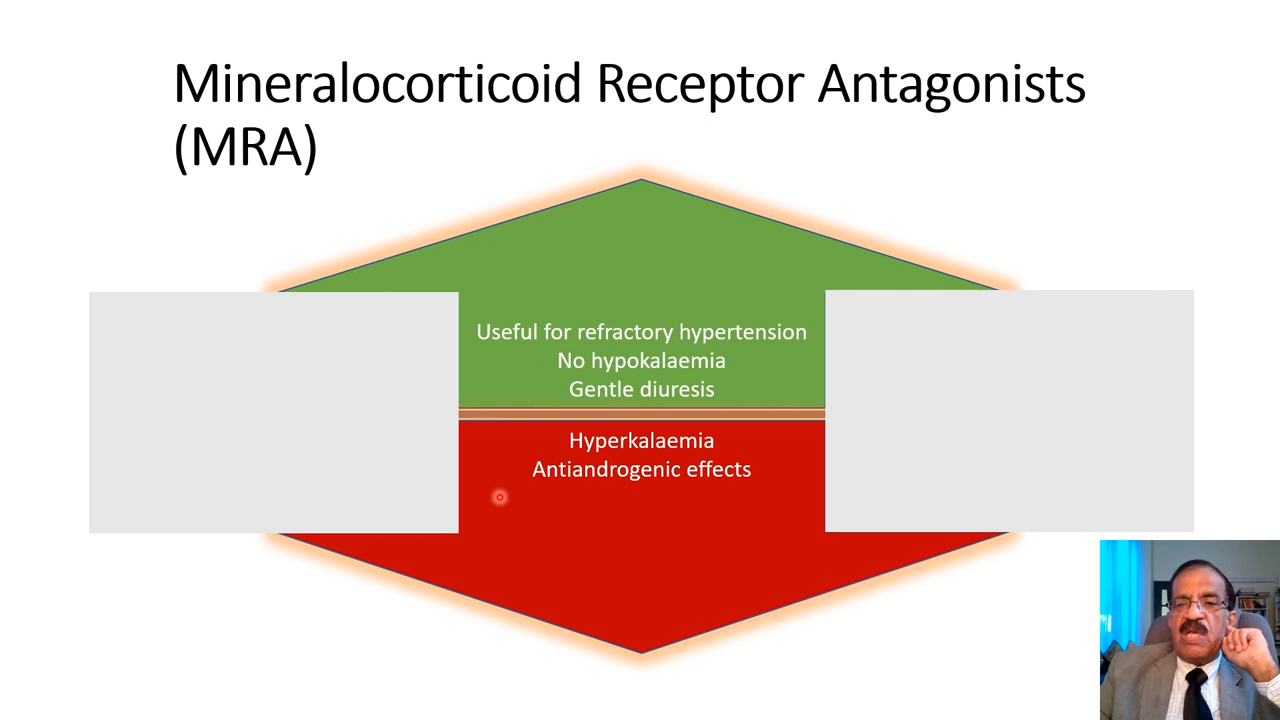 Mineralocorticoid Receptor Antagonists
(MRA)
Useful for refractory hypertension
No hypokalaemia
Gentle diuresis
Hyperkalaemia
Antiandrogenic effects